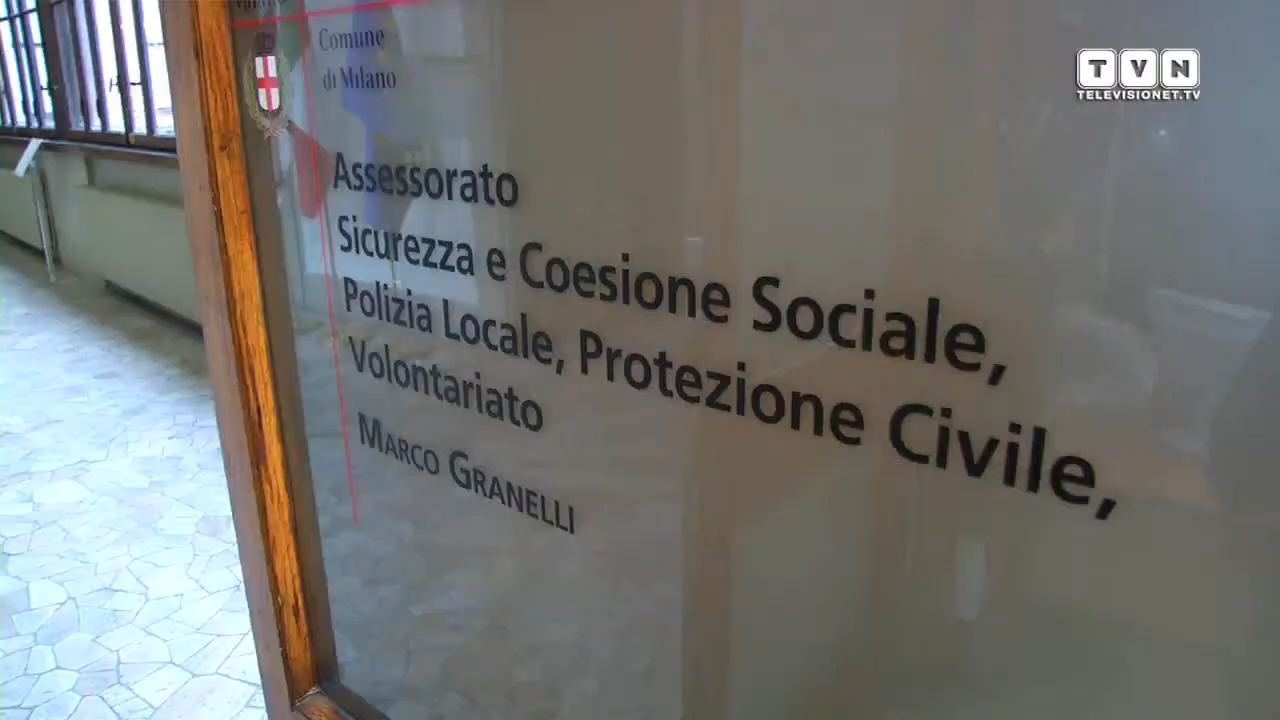 Comune
di Milano
TVN
TELEVISIONET.TV
Assessorato
Sicurezza e Coesione Sociale,
Polizia Locale, Protezione Civile,
Volontariato
MARCO GRANELLI